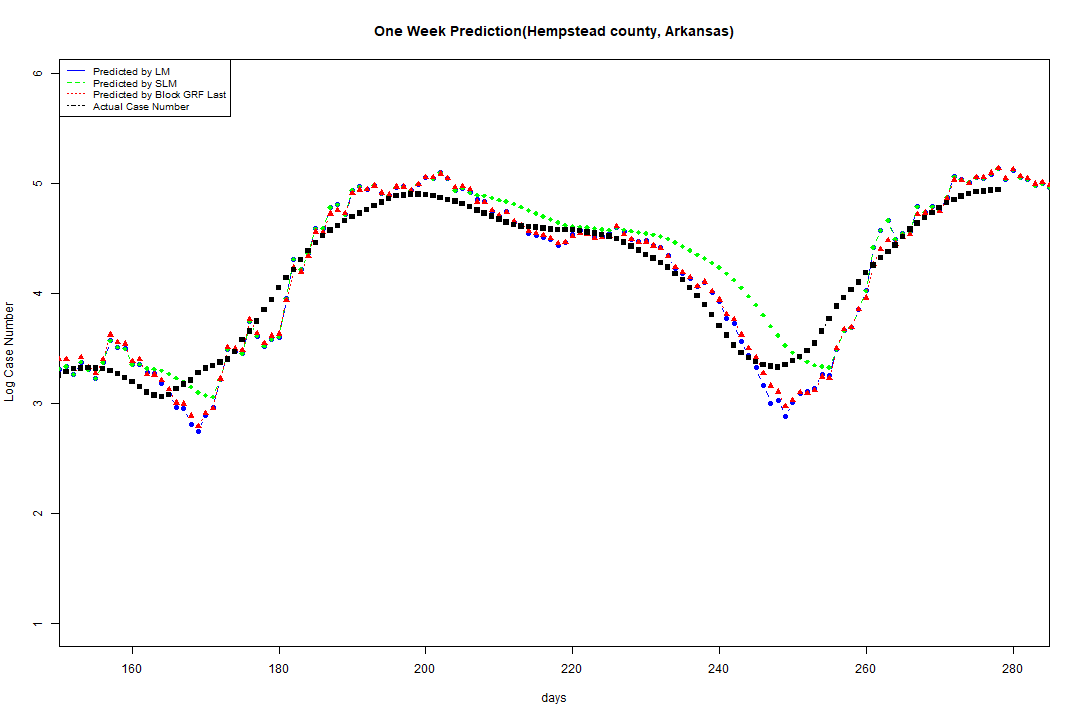 One Week Prediction(Hempstead county, Arkansas)
Predicted by LM
Predicted by SLM
Predicted by Block GRF Last
Actual Case Number
6
5
4
3
2
1
Log Case Number
160 180 200 220 240 260 280
days